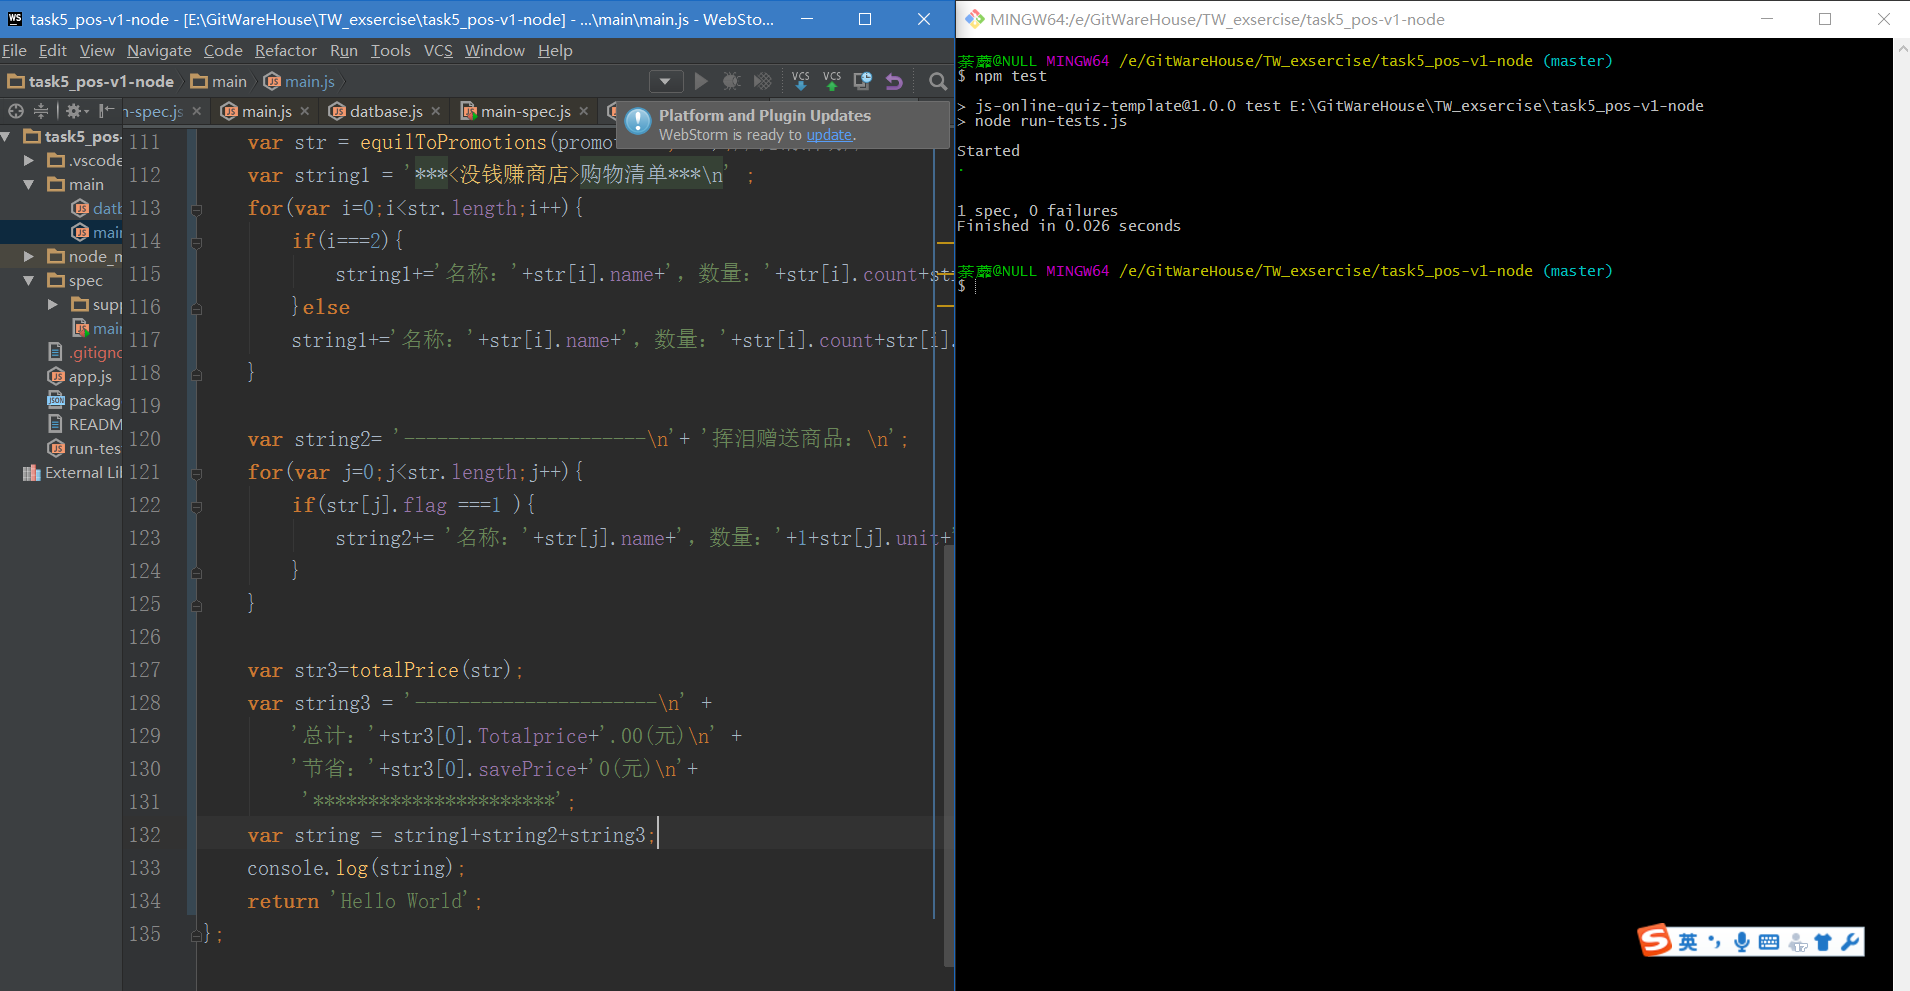 task5_pos-v1-node - [E:\GitWareHouse\TW_exsercise\task5_pos-v1-node] - ...\main\main.js - WebSto...
File Edit View Navigate Code Refactor Run Tools VCS Window Help
task5_pos-v1-node main main.js
VCS VCS
n-spec.js main.js datbase.js main-spec.js
Platform and Plugin Updates
WebStorm is ready to update.
task5_pos-
.vscode
main
datb
main
node_m
spec
supp
main
.gitigno
app.js
packag
READM
run-tes
External Lib
111 var str = equilToPromotions(promot
112 var string1 = '***<没钱赚商店>购物清单***\n' ;
113 for(var i=0;i<str.length;i++){
114 if(i===2){
115 string1+='名称：'+str[i].name+'，数量：'+str[i].count+str
116 }else
117 string1+='名称：'+str[i].name+'，数量：'+str[i].count+str[i].
118 }
119
120 var string2= '----------------------\n'+ '挥泪赠送商品：\n';
121 for(var j=0;j<str.length;j++){
122 if(str[j].flag ===1 ){
123 string2+= '名称：'+str[j].name+'，数量：'+1+str[j].unit+'
124 }
125 }
126
127 var str3=totalPrice(str);
128 var string3 = '----------------------\n' +
129 '总计：'+str3[0].Totalprice+'.00(元)\n' +
130 '节省：'+str3[0].savePrice+'0(元)\n'+
131 '**********************';
132 var string = string1+string2+string3;
133 console.log(string);
134 return 'Hello World';
135 };
MINGW64:/e/GitWareHouse/TW_exsercise/task5_pos-v1-node
@NULL MINGW64 /e/GitWareHouse/TW_exsercise/task5_pos-v1-node (master)
$ npm test
> js-online-quiz-template@1.0.0 test E:\GitWareHouse\TW_exsercise\task5_pos-v1-node
> node run-tests.js
Started
.
1 spec, 0 failures
Finished in 0.026 seconds
@NULL MINGW64 /e/GitWareHouse/TW_exsercise/task5_pos-v1-node (master)
$
英